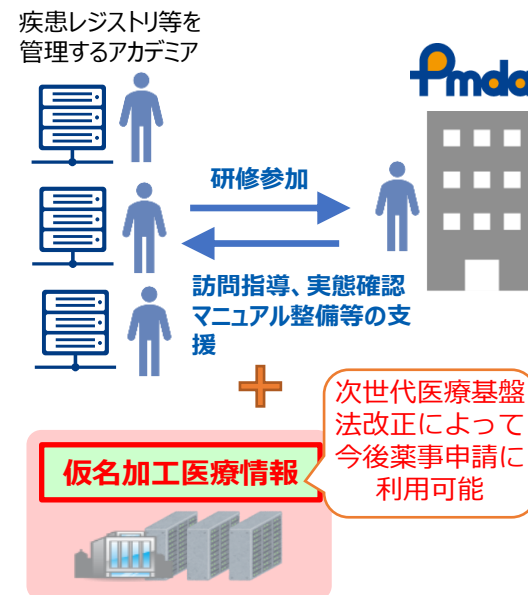 疾患レジストリ等を
管理するアカデミア
Pmda
研修参加
訪問指導、実態確認
マニュアル整備等の支
援
次世代医療基盤
法改正によって
今後薬事申請に
利用可能
仮名加工医療情報